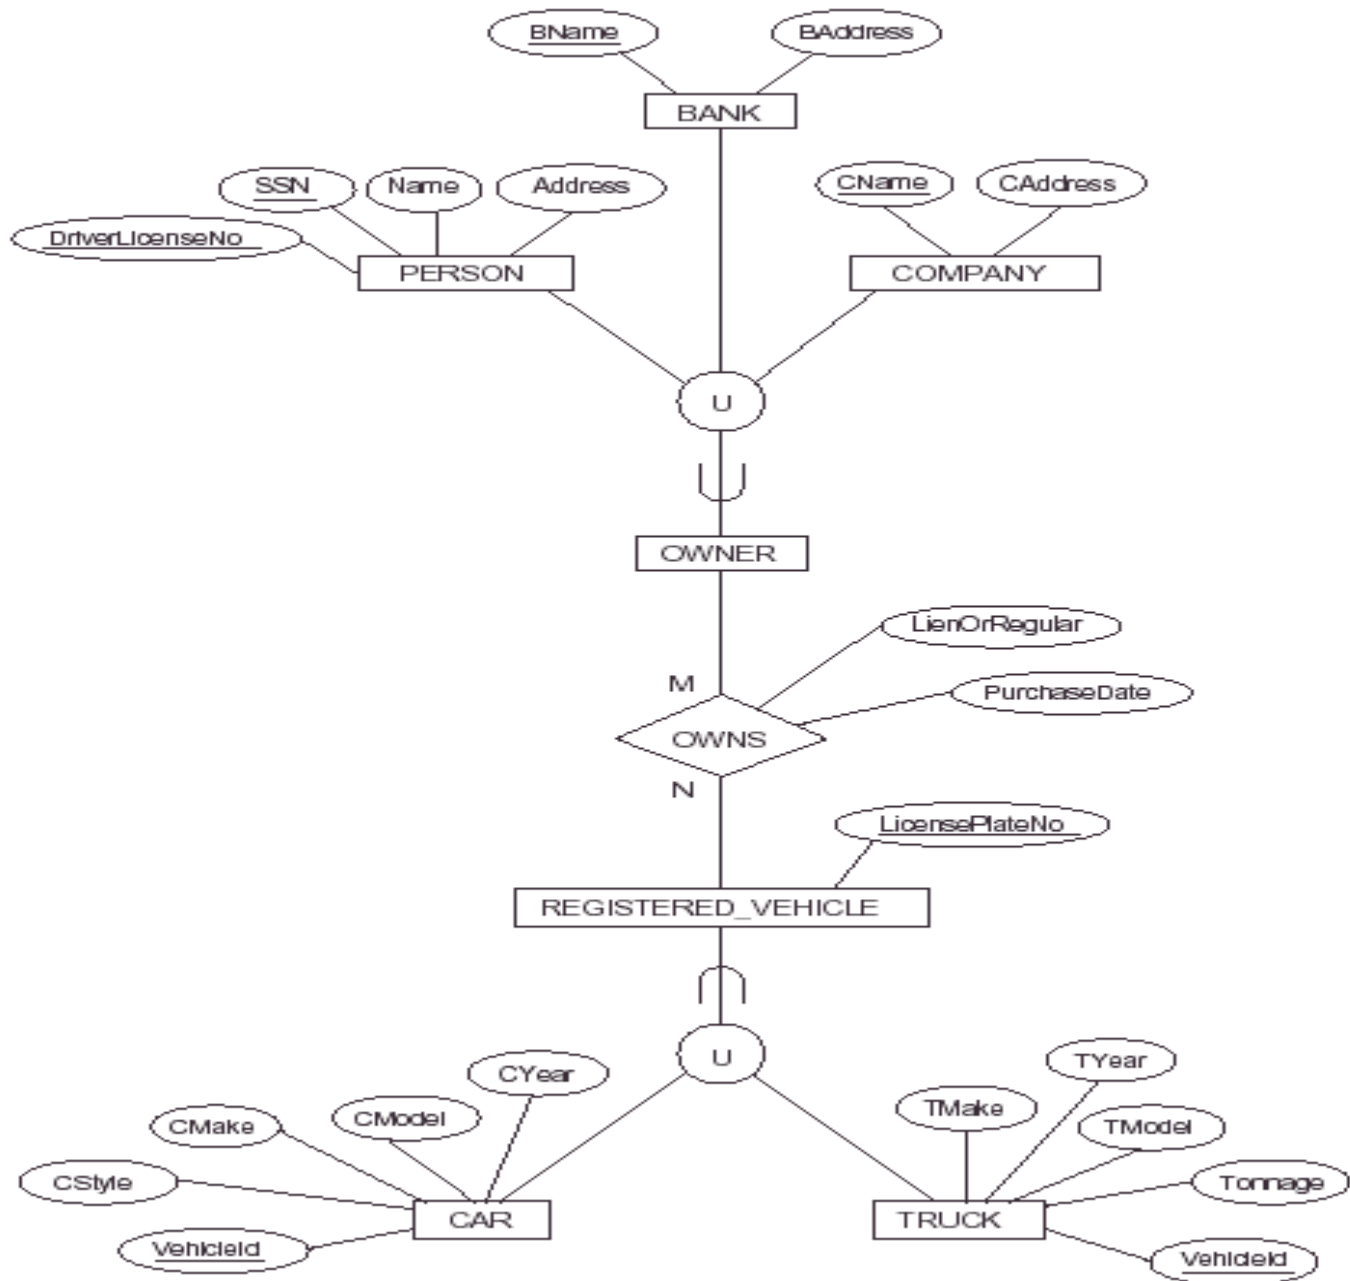 BName BAddress
BANK
SSN Name Address CName CAddress
DriverLicenseNo
PERSON COMPANY
U
OWNER
LienOrRegular
M PurchaseDate
OWNS
N
LicensePlateNo
REGISTERED_VEHICLE
U
CYear TYear
CMake CModel TMake TModel
CStyle Tonnage
CAR TRUCK
VehicleId VehicleId